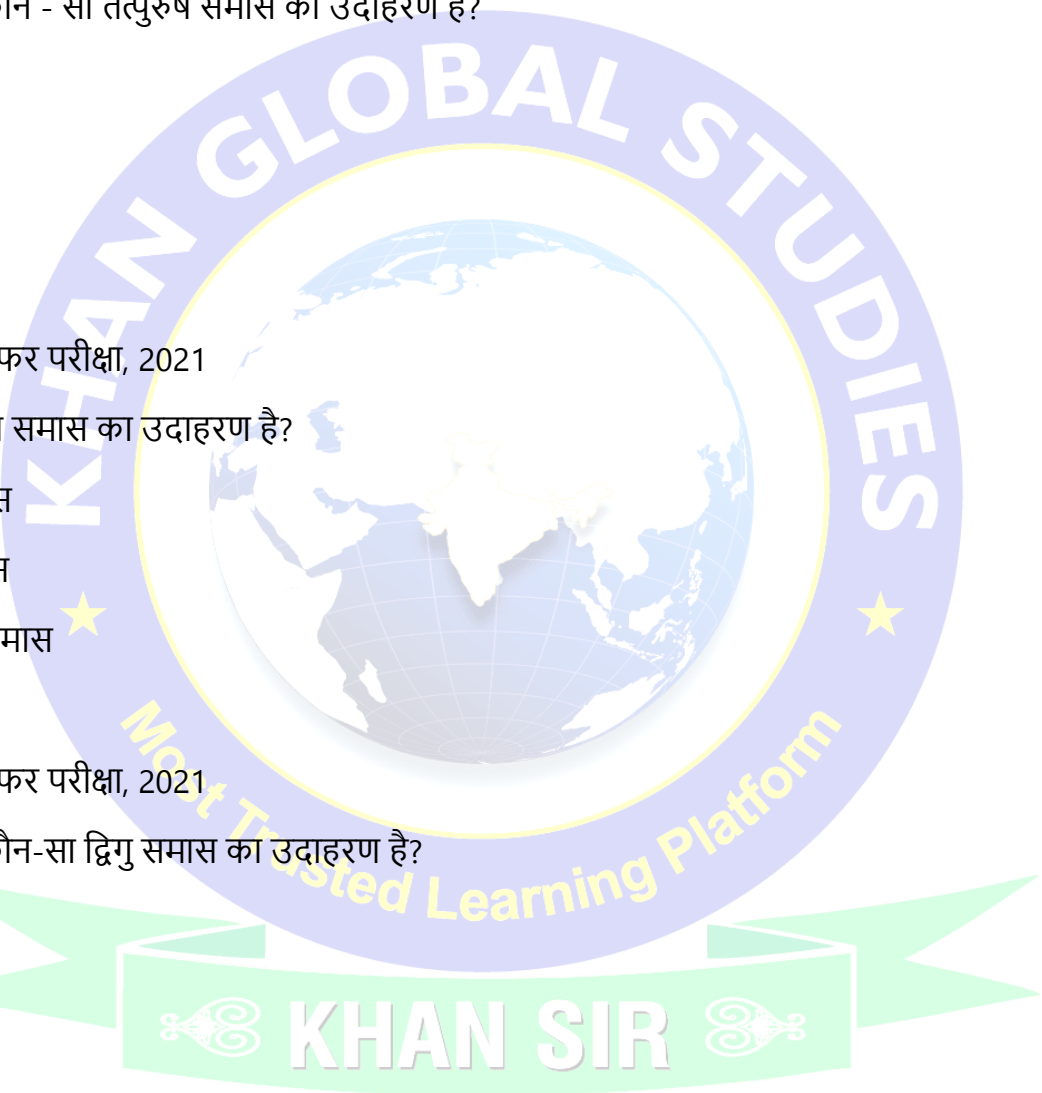 कौन - सा तत्पुरुष समास का उदाहरण है?
KHAN GLOBAL STUDIES
फर परीक्षा, 2021
समास का उदाहरण है?
मास
फर परीक्षा, 2021
कौन-सा द्विगु समास का उदाहरण है?
Most Trusted Learning Platform
KHAN SIR